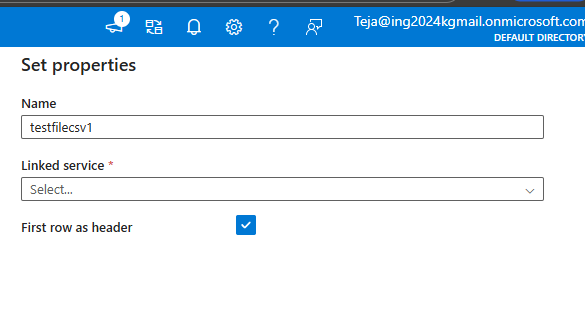 1
Teja@ing2024kgmail.onmicrosoft.com
DEFAULT DIRECTORY
Set properties
Name
testfilecsv1
Linked service *
Select...
First row as header